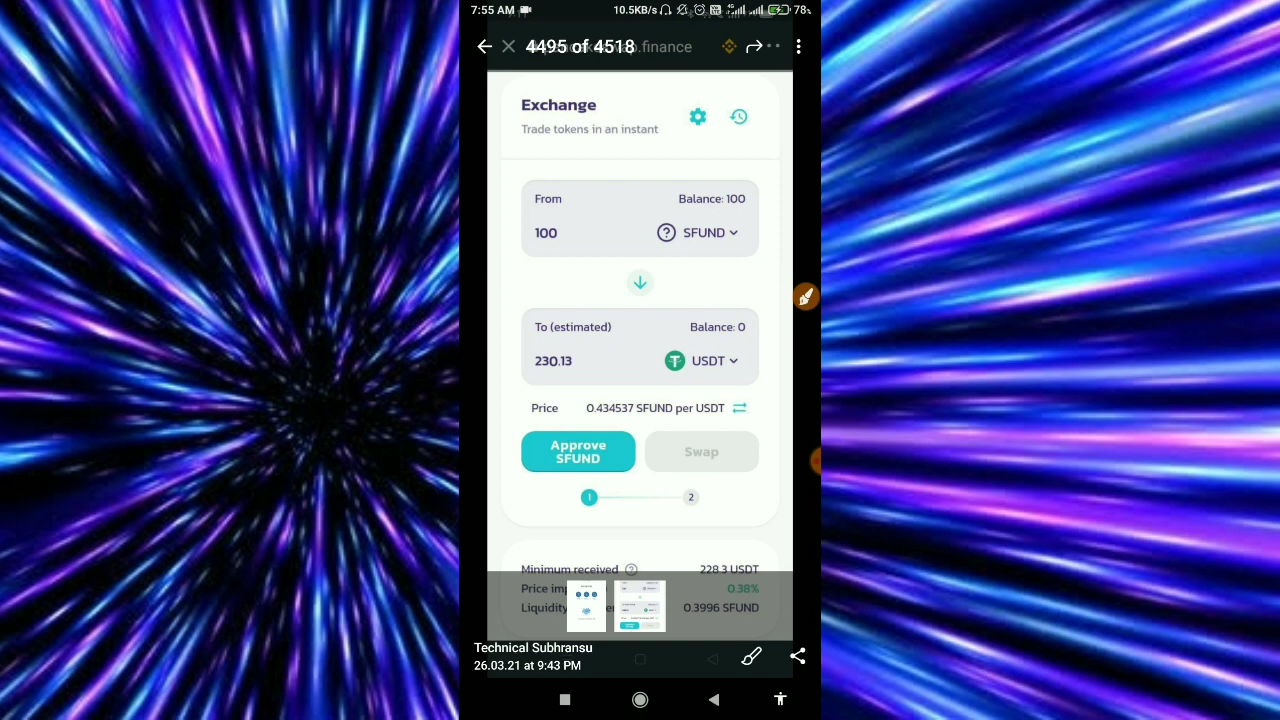 7:55 AM 10.5KB/s 78%
4495 of 4518 .finance
Exchange
Trade tokens in an instant
From Balance: 100
100 SFUND
To (estimated) Balance: 0
230.13 USDT
Price 0.434537 SFUND per USDT
Approve SFUND Swap
1 2
Minimum received 228.3 USDT
Price 0.38%
Liquidity 0.3996 SFUND
Technical Subhransu
26.03.21 at 9:43 PM